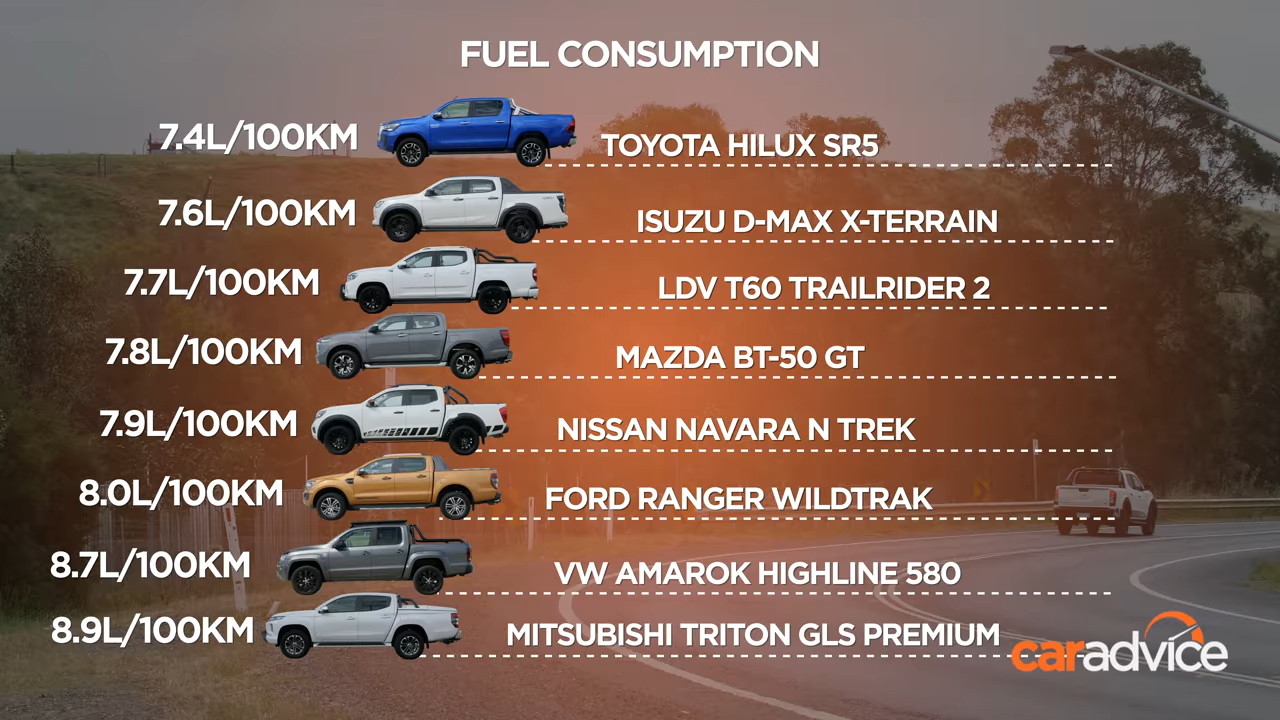 FUEL CONSUMPTION
7.4L/100KM TOYOTA HILUX SR5
7.6L/100KM ISUZU D-MAX X-TERRAIN
7.7L/100KM LDV T60 TRAILRIDER 2
7.8L/100KM MAZDA BT-50 GT
7.9L/100KM NISSAN NAVARA N TREK
8.0L/100KM FORD RANGER WILDTRAK
8.7L/100KM VW AMAROK HIGHLINE 580
8.9L/100KM MITSUBISHI TRITON GLS PREMIUM
caradvice